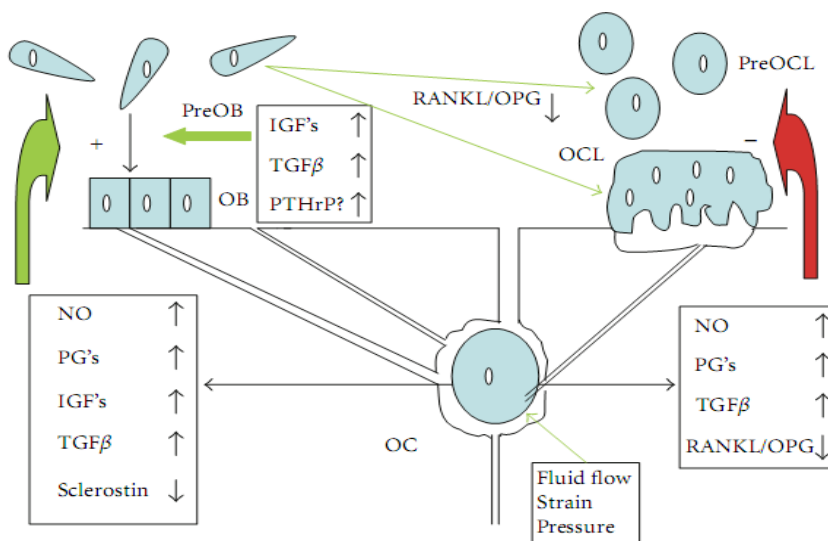 PreOCL
RANKL/OPG ↓
PreOB
+
IGF's ↑
TGFβ ↑
PTHrP? ↑
OCL
−
OB
NO ↑
PG's ↑
IGF's ↑
TGFβ ↑
Sclerostin ↓
OC
NO ↑
PG's ↑
TGFβ ↑
RANKL/OPG ↓
Fluid flow
Strain
Pressure